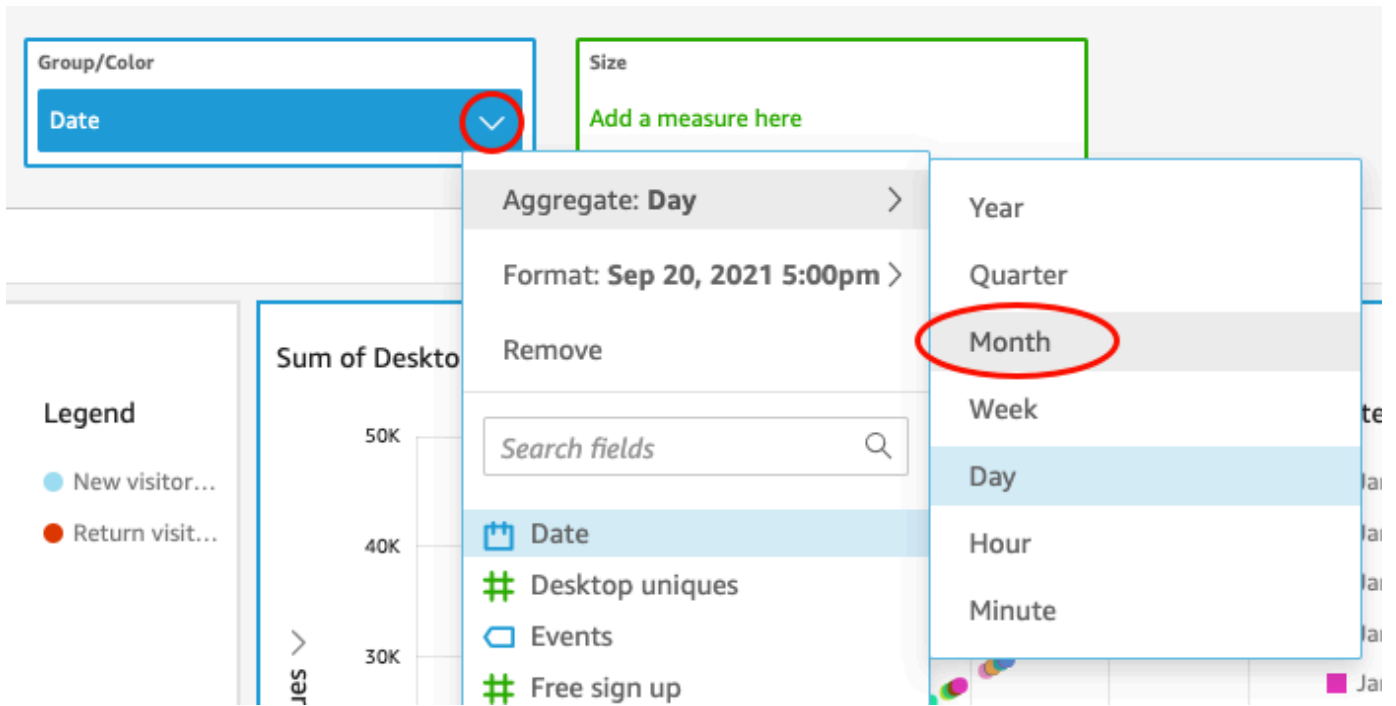 Group/Color
Date
Size
Add a measure here
Aggregate: Day
Format: Sep 20, 2021 5:00pm
Remove
Search fields
Date
Desktop uniques
Events
Free sign up
Year
Quarter
Month
Week
Day
Hour
Minute
Legend
New visitor...
Return visit...
Sum of Deskto
50K
40K
30K